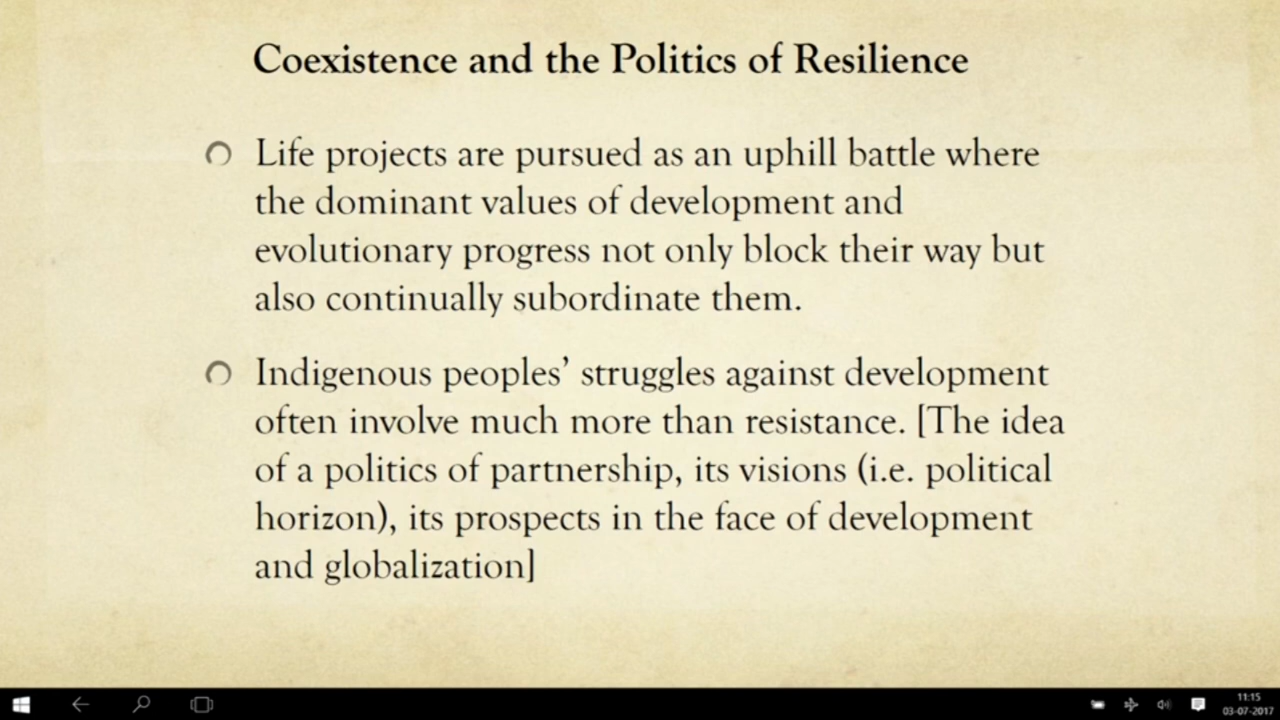 Coexistence and the Politics of Resilience
Life projects are pursued as an uphill battle where
the dominant values of development and
evolutionary progress not only block their way but
also continually subordinate them.
Indigenous peoples’ struggles against development
often involve much more than resistance. [The idea
of a politics of partnership, its visions (i.e. political
horizon), its prospects in the face of development
and globalization]
11:15
03-07-2017